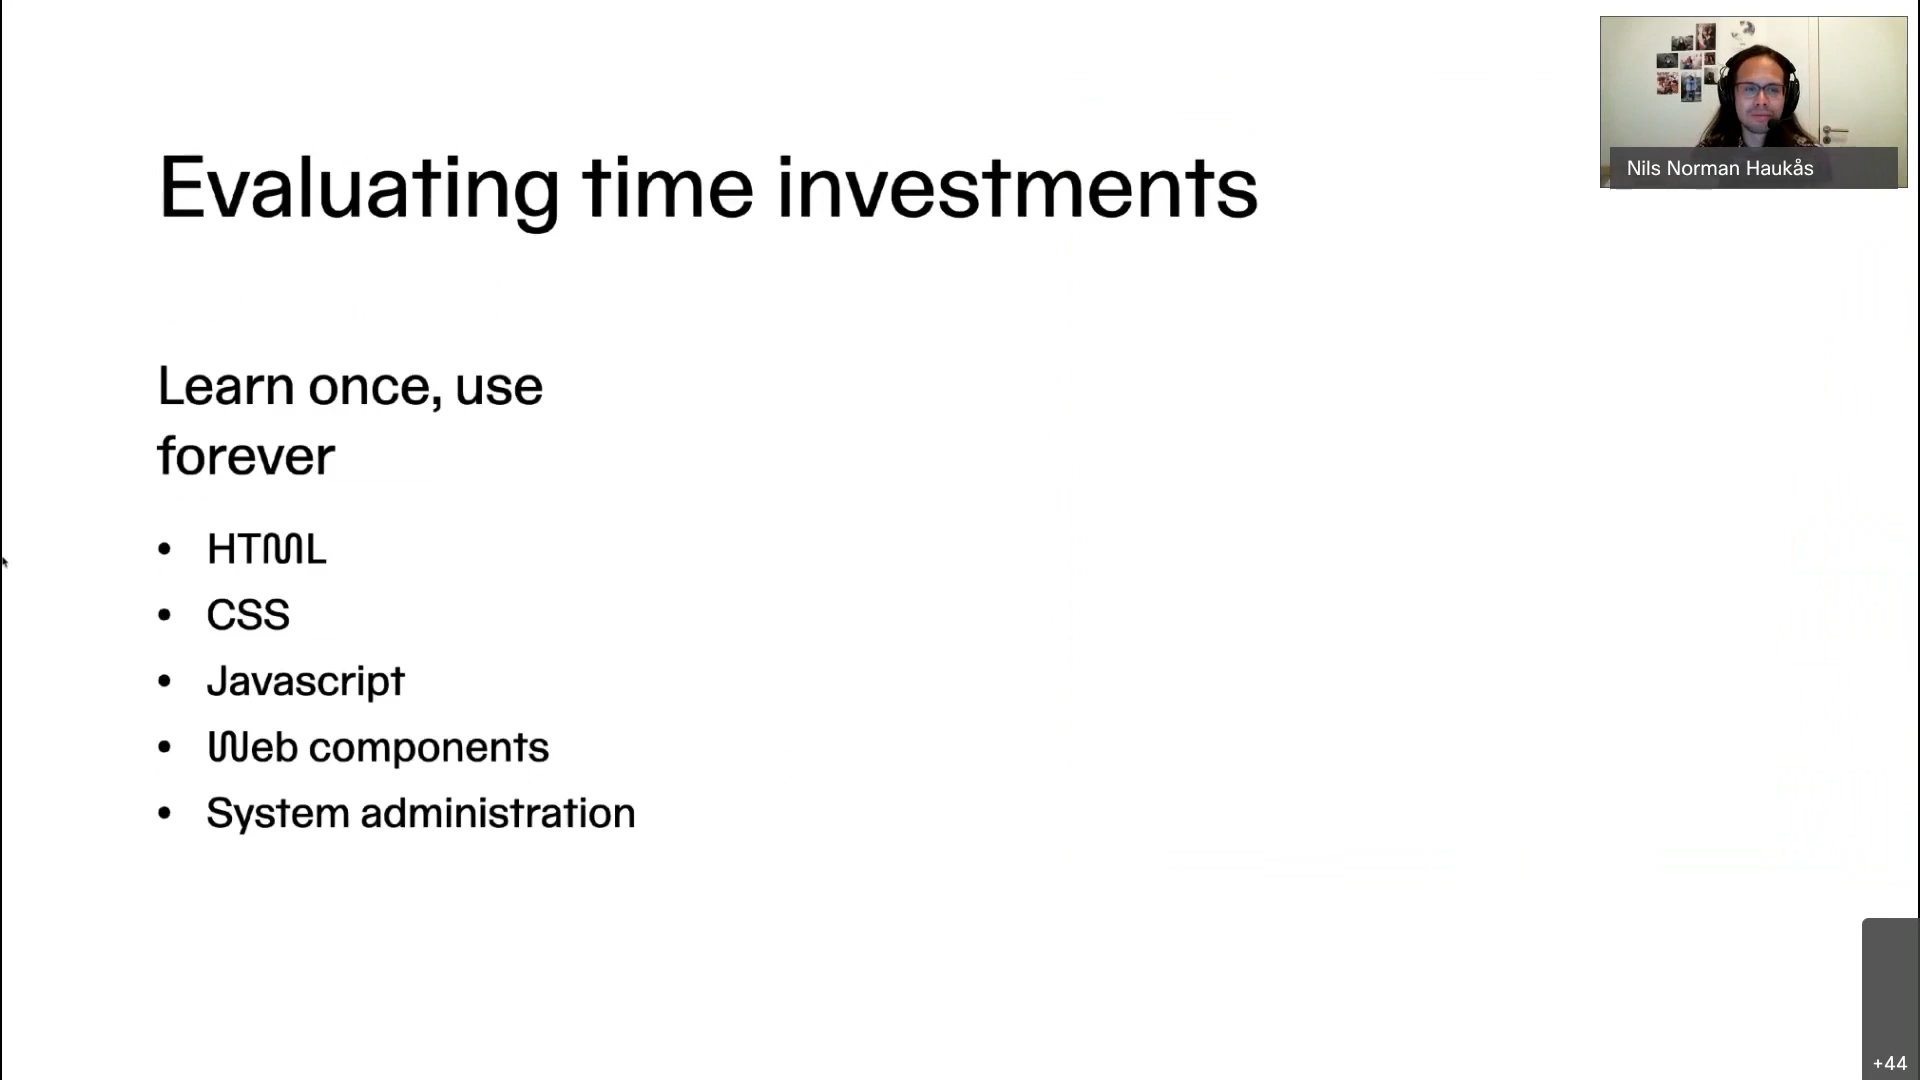 Evaluating time investments
Nils Norman Haukås
Learn once, use
forever
• HTML
• CSS
• Javascript
• Web components
• System administration
+44